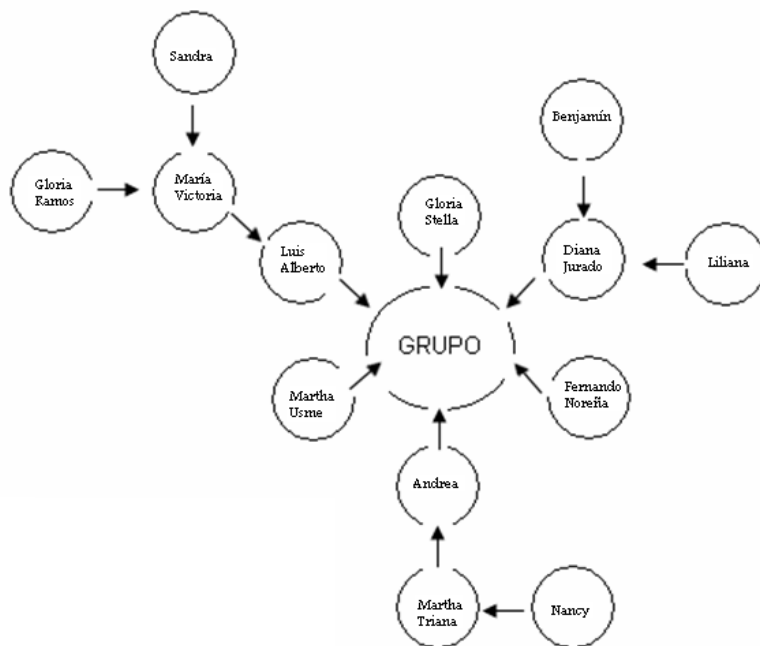 Sandra
Benjamín
Gloria
Ramos
María
Victoria
Gloria
Stella
Luis
Alberto
Diana
Jurado
Liliana
GRUPO
Martha
Usme
Fernando
Noreña
Andrea
Martha
Triana
Nancy